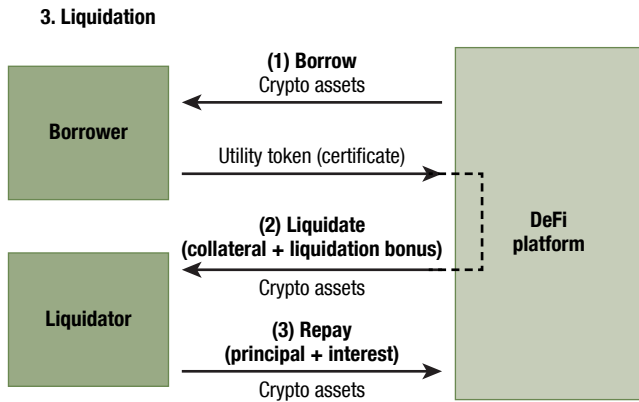 3. Liquidation
(1) Borrow
Crypto assets
Borrower
Utility token (certificate)
DeFi
platform
(2) Liquidate
(collateral + liquidation bonus)
Crypto assets
Liquidator
(3) Repay
(principal + interest)
Crypto assets